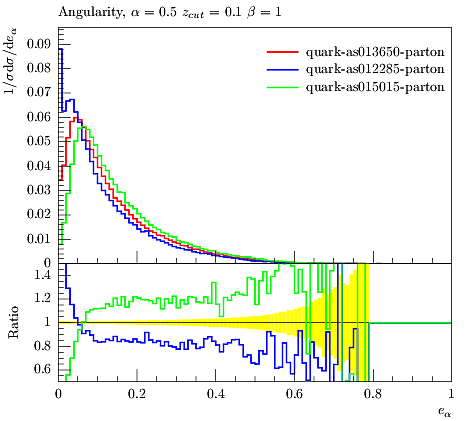 Angularity, α = 0.5 z_cut = 0.1 β = 1
1/σ dσ/de_α
quark-as013650-parton
quark-as012285-parton
quark-as015015-parton
0.09
0.08
0.07
0.06
0.05
0.04
0.03
0.02
0.01
0
Ratio
1.4
1.2
1
0.8
0.6
0 0.2 0.4 0.6 0.8 1
e_α